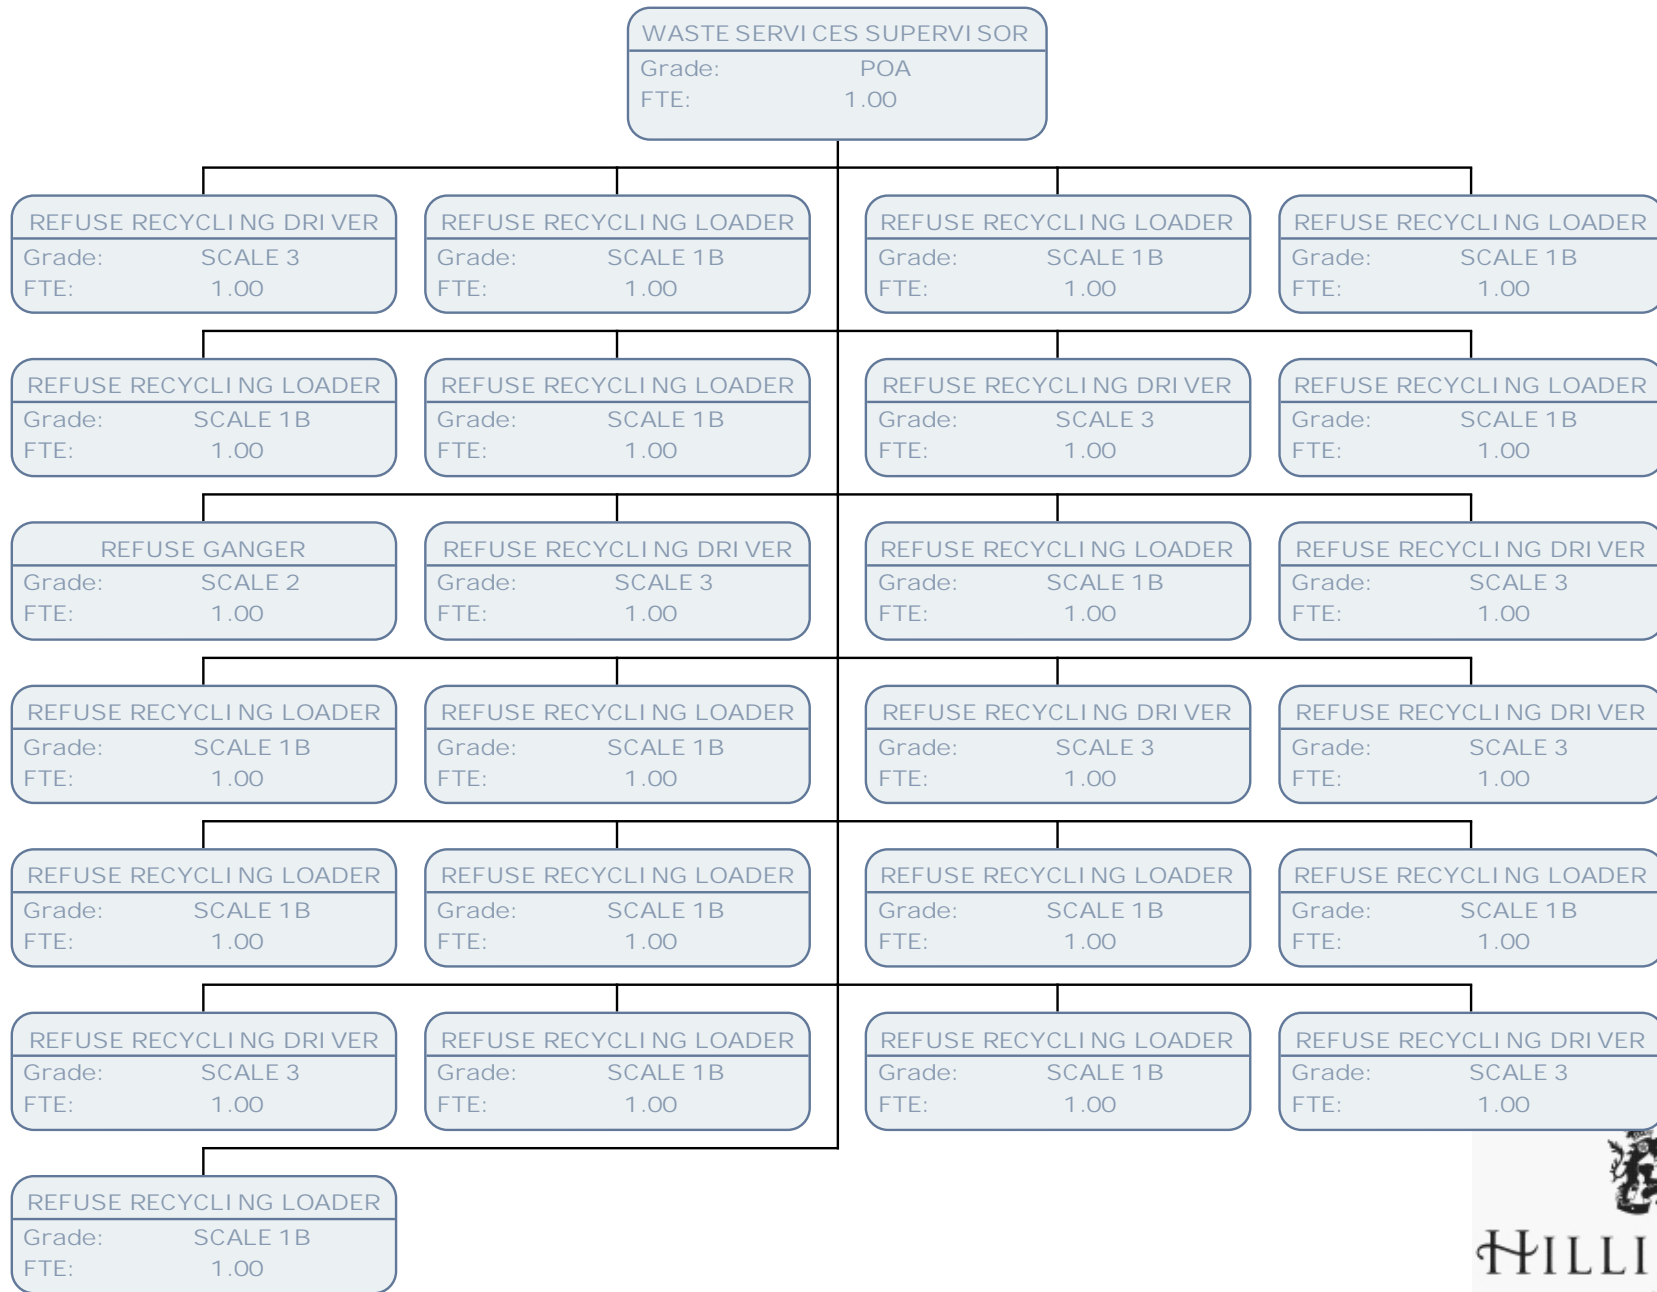 WASTE SERVICES SUPERVISOR
Grade: POA
FTE: 1.00
REFUSE RECYCLING DRIVER
Grade: SCALE 3
FTE: 1.00
REFUSE RECYCLING LOADER
Grade: SCALE 1B
FTE: 1.00
REFUSE RECYCLING LOADER
Grade: SCALE 1B
FTE: 1.00
REFUSE RECYCLING LOADER
Grade: SCALE 1B
FTE: 1.00
REFUSE RECYCLING LOADER
Grade: SCALE 1B
FTE: 1.00
REFUSE RECYCLING LOADER
Grade: SCALE 1B
FTE: 1.00
REFUSE RECYCLING DRIVER
Grade: SCALE 3
FTE: 1.00
REFUSE RECYCLING LOADER
Grade: SCALE 1B
FTE: 1.00
REFUSE GANGER
Grade: SCALE 2
FTE: 1.00
REFUSE RECYCLING DRIVER
Grade: SCALE 3
FTE: 1.00
REFUSE RECYCLING LOADER
Grade: SCALE 1B
FTE: 1.00
REFUSE RECYCLING DRIVER
Grade: SCALE 3
FTE: 1.00
REFUSE RECYCLING LOADER
Grade: SCALE 1B
FTE: 1.00
REFUSE RECYCLING LOADER
Grade: SCALE 1B
FTE: 1.00
REFUSE RECYCLING DRIVER
Grade: SCALE 3
FTE: 1.00
REFUSE RECYCLING DRIVER
Grade: SCALE 3
FTE: 1.00
REFUSE RECYCLING LOADER
Grade: SCALE 1B
FTE: 1.00
REFUSE RECYCLING LOADER
Grade: SCALE 1B
FTE: 1.00
REFUSE RECYCLING LOADER
Grade: SCALE 1B
FTE: 1.00
REFUSE RECYCLING LOADER
Grade: SCALE 1B
FTE: 1.00
REFUSE RECYCLING DRIVER
Grade: SCALE 3
FTE: 1.00
REFUSE RECYCLING LOADER
Grade: SCALE 1B
FTE: 1.00
REFUSE RECYCLING LOADER
Grade: SCALE 1B
FTE: 1.00
REFUSE RECYCLING DRIVER
Grade: SCALE 3
FTE: 1.00
REFUSE RECYCLING LOADER
Grade: SCALE 1B
FTE: 1.00
HILLI